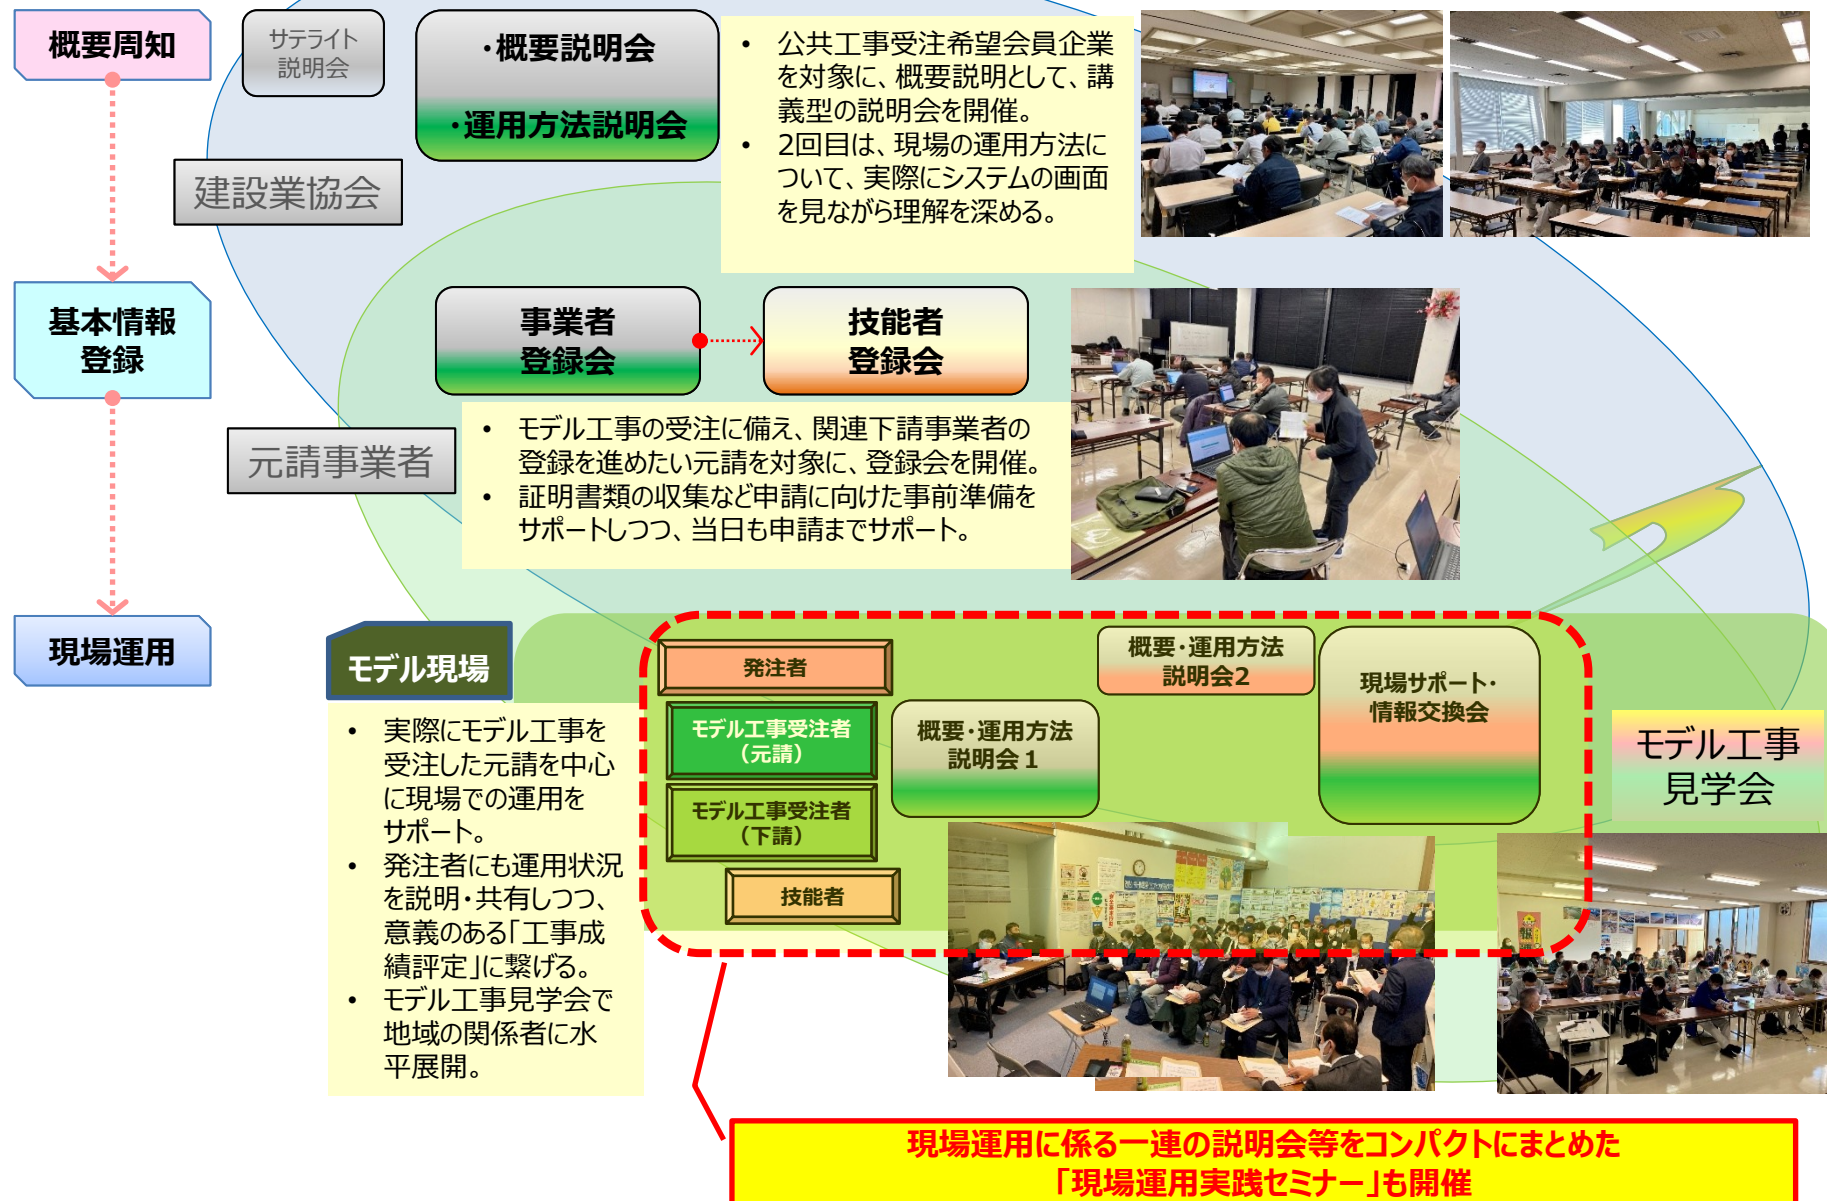 概要周知
サテライト
説明会
・概要説明会
・運用方法説明会
• 公共工事受注希望会員企業
を対象に、概要説明として、講
義型の説明会を開催。
• 2回目は、現場の運用方法に
ついて、実際にシステムの画面
を見ながら理解を深める。
建設業協会
基本情報
登録
事業者
登録会
技能者
登録会
• モデル工事の受注に備え、関連下請事業者の
登録を進めたい元請を対象に、登録会を開催。
• 証明書類の収集など申請に向けた事前準備を
サポートしつつ、当日も申請までサポート。
元請事業者
現場運用
モデル現場
• 実際にモデル工事を
受注した元請を中心
に現場での運用を
サポート。
• 発注者にも運用状況
を説明・共有しつつ、
意義のある「工事成
績評定」に繋げる。
• モデル工事見学会で
地域の関係者に水
平展開。
発注者
モデル工事受注者
（元請）
モデル工事受注者
（下請）
技能者
概要・運用方法
説明会１
概要・運用方法
説明会2
現場サポート・
情報交換会
モデル工事
見学会
現場運用に係る一連の説明会等をコンパクトにまとめた
「現場運用実践セミナー」も開催